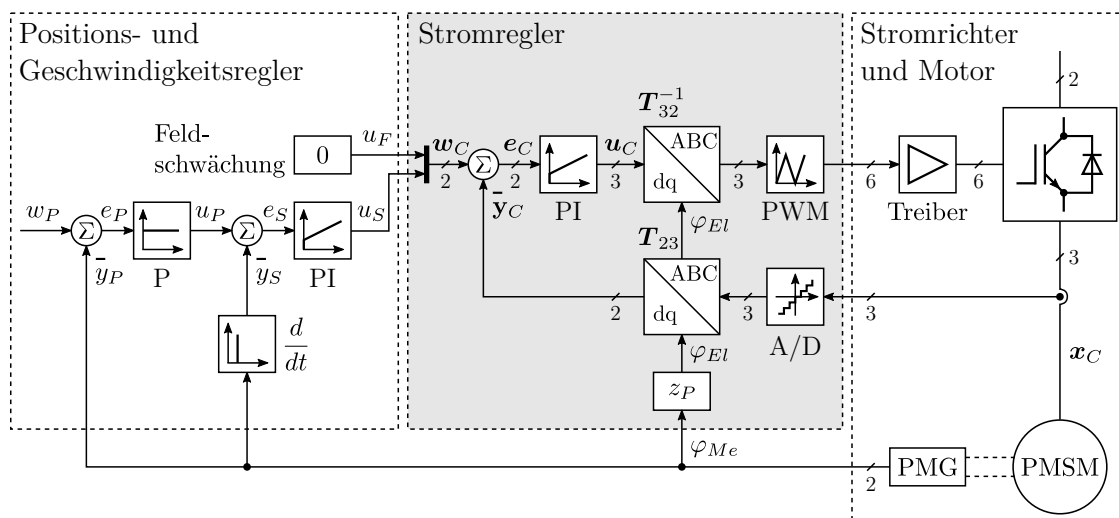 Positions- und
Geschwindigkeitsregler
Stromregler
Stromrichter
und Motor
T₃₂⁻¹
2
Feld-
schwächung
0
u_F
w_C
2
Σ
e_C
2
PI
u_C
3
ABC
dq
3
PWM
6
Treiber
6
w_P
Σ
e_P
P
u_P
Σ
e_S
PI
u_S
-
y_P
-
y_S
-
y_C
φ_El
T₂₃
3
ABC
dq
2
3
A/D
3
d
dt
φ_El
x_C
z_P
φ_Me
2
PMG
PMSM